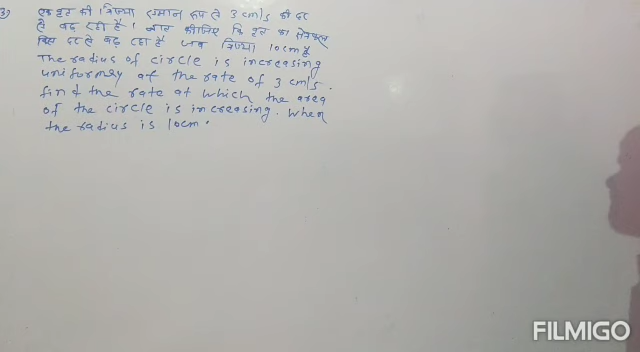 3) एक वृत की त्रिज्या समान रूप से 3 cm/s की दर
से बढ़ रही है। ज्ञात कीजिए कि वृत का क्षेत्रफल
किस दर से बढ़ रहा है जब त्रिज्या 10cm है
The radius of circle is increasing
uniformey at the rate of 3 cm/s.
find the rate at which the area
of the circle is increasing. When
the radius is 10cm.
FILMIGO